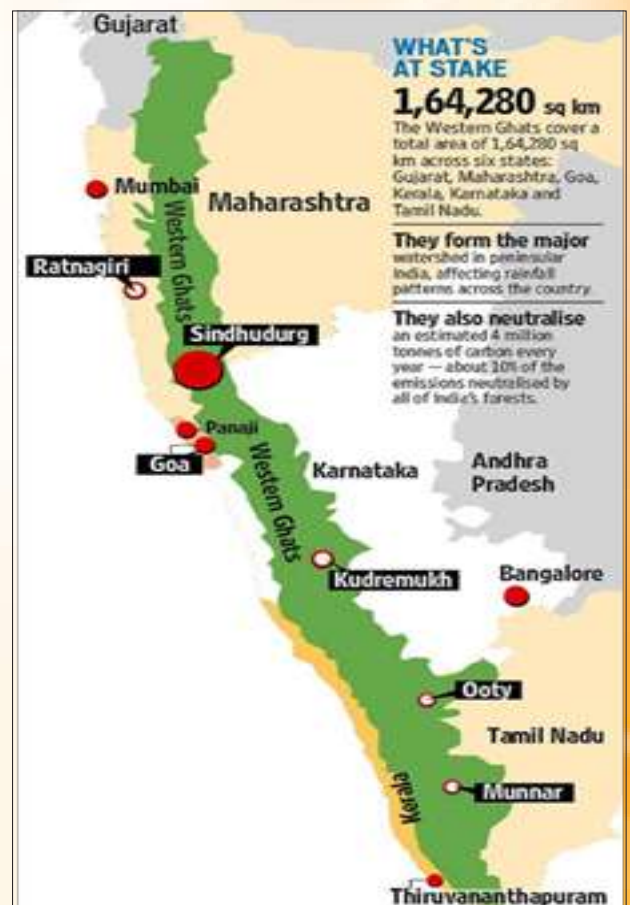 Gujarat
WHAT'S
AT STAKE
1,64,280 sq km
The Western Ghats cover a
total area of 1,64,280 sq
km across six states:
Gujarat, Maharashtra, Goa,
Kerala, Karnataka and
Tamil Nadu.
They form the major
watershed in peninsular
India, affecting rainfall
patterns across the country.
They also neutralise
an estimated 4 million
tonnes of carbon every
year — about 10% of the
emissions neutralised by
all of India's forests.
Mumbai
Maharashtra
Western Ghats
Ratnagiri
Sindhudurg
Panaji
Goa
Western Ghats
Karnataka
Andhra
Pradesh
Kudremukh
Bangalore
Ooty
Tamil Nadu
Munnar
Kerala
Thiruvananthapuram